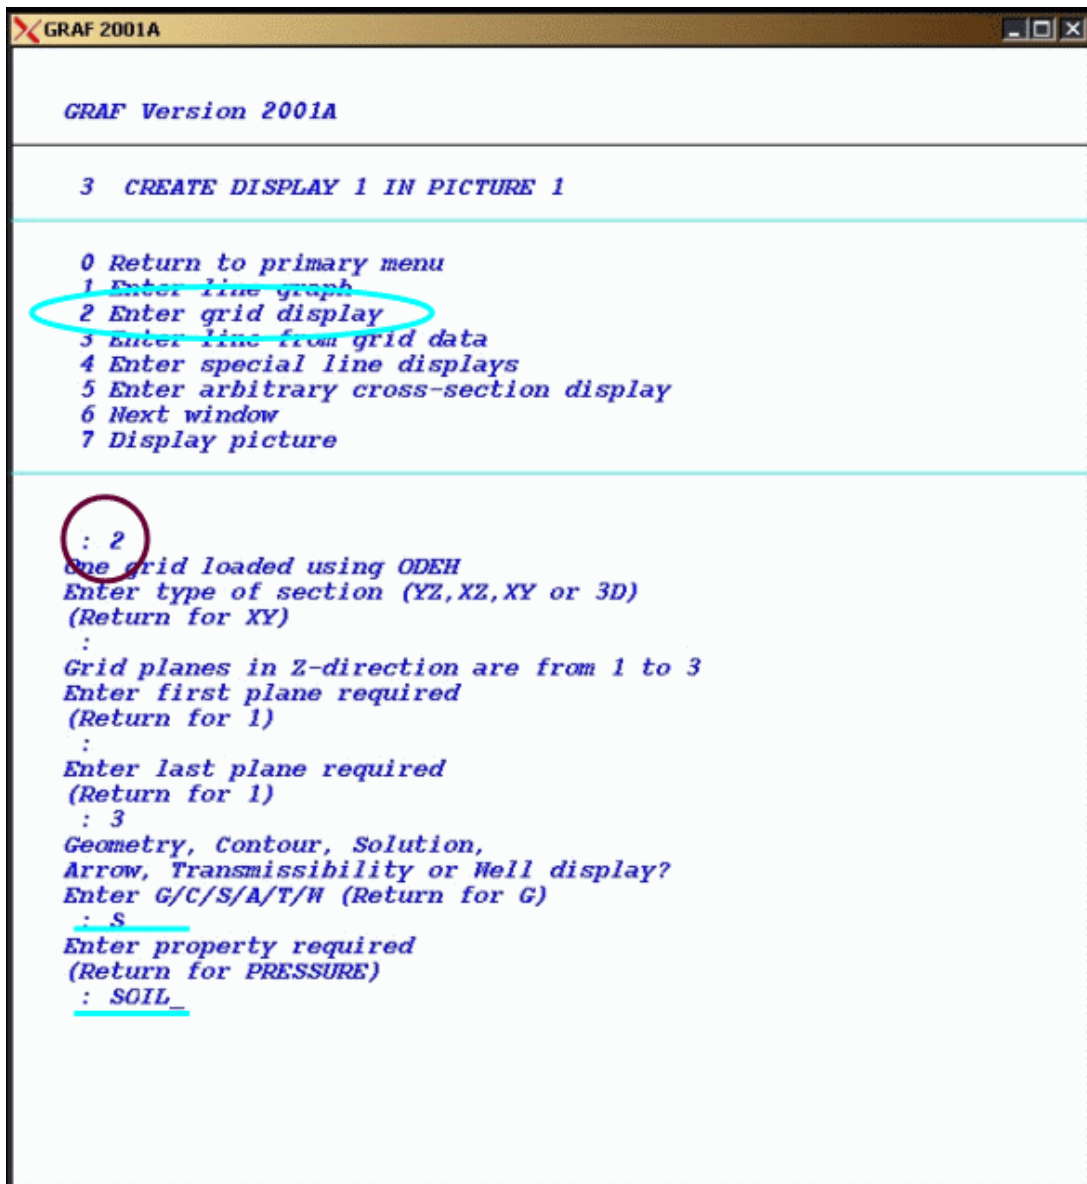 GRAF 2001A
GRAF Version 2001A
3 CREATE DISPLAY 1 IN PICTURE 1
0 Return to primary menu
1 Enter line graph
2 Enter grid display
3 Enter line from grid data
4 Enter special line displays
5 Enter arbitrary cross-section display
6 Next window
7 Display picture
: 2
One grid loaded using ODEH
Enter type of section (YZ,XZ,XY or 3D)
(Return for XY)
:
Grid planes in Z-direction are from 1 to 3
Enter first plane required
(Return for 1)
:
Enter last plane required
(Return for 1)
: 3
Geometry, Contour, Solution,
Arrow, Transmissibility or Well display?
Enter G/C/S/A/T/W (Return for G)
: S
Enter property required
(Return for PRESSURE)
: SOIL_